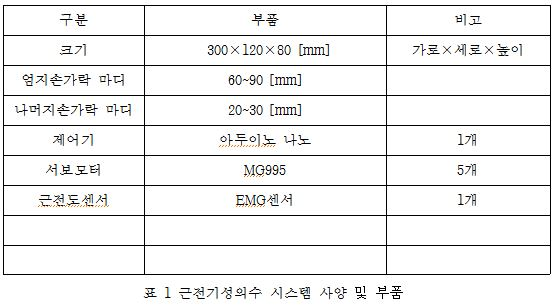 구분 부품 비고
크기 300×120×80 [mm] 가로×세로×높이
엄지손가락 마디 60~90 [mm]
나머지손가락 마디 20~30 [mm]
제어기 아두이노 나노 1개
서보모터 MG995 5개
근전도센서 EMG센서 1개
표 1 근전기성의수 시스템 사양 및 부품